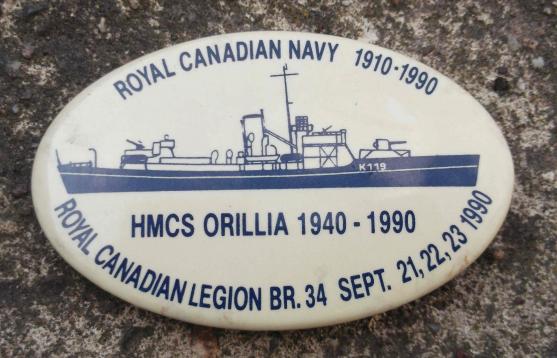 ROYAL CANADIAN NAVY 1910-1990
K119
HMCS ORILLIA 1940 - 1990
ROYAL CANADIAN LEGION BR. 34 SEPT. 21, 22, 23 1990